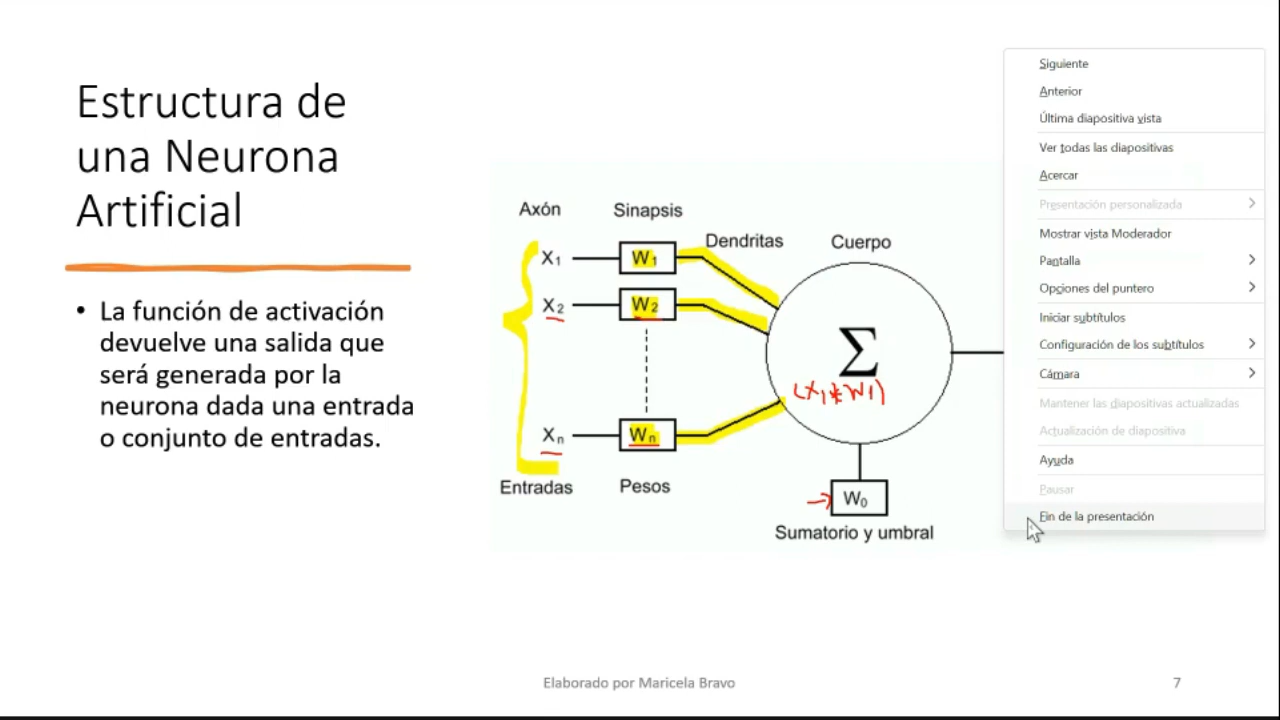 Estructura de
una Neurona
Artificial
• La función de activación
devuelve una salida que
será generada por la
neurona dada una entrada
o conjunto de entradas.
Axón
Sinapsis
Dendritas
Cuerpo
X1
W1
X2
W2
Σ
(X1*W1)
Xn
Wn
Entradas
Pesos
W0
Sumatorio y umbral
Siguiente
Anterior
Última diapositiva vista
Ver todas las diapositivas
Acercar
Presentación personalizada
Mostrar vista Moderador
Pantalla
Opciones del puntero
Iniciar subtítulos
Configuración de los subtítulos
Cámara
Mantener las diapositivas actualizadas
Actualización de diapositiva
Ayuda
Pausar
Fin de la presentación
Elaborado por Maricela Bravo
7